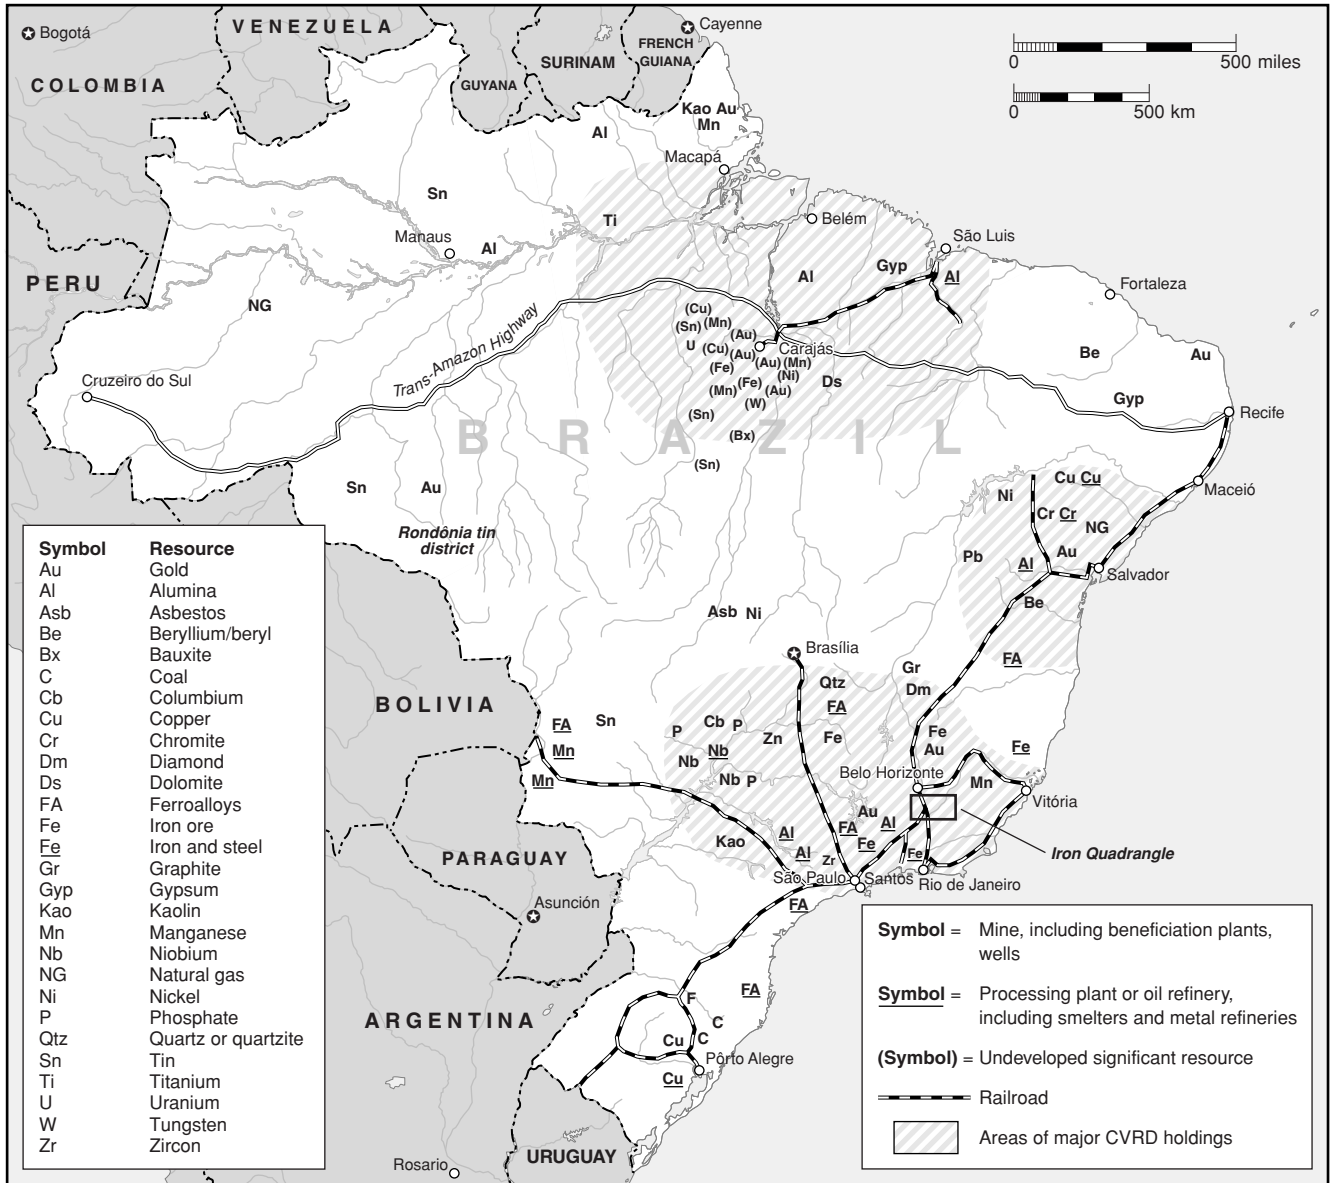 Bogotá
VENEZUELA
Cayenne
FRENCH
GUIANA
SURINAM
GUYANA
COLOMBIA
0 500 miles
0 500 km
Kao Au
Mn
Al
Macapá
Sn
Ti
Belém
Manaus
Al
São Luis
PERU
NG
Al
Gyp
Al
Fortaleza
Trans-Amazon Highway
(Cu)
(Sn)
(Mn)
(Au)
U
(Cu)
(Au)
Carajás
(Fe)
(Au)
(Mn)
(Ni)
(Mn)
(Fe)
(Au)
Ds
(W)
(Sn)
(Bx)
(Sn)
Be
Au
Gyp
Cruzeiro do Sul
Recife
BRAZIL
Maceió
Sn
Au
Rondônia tin
district
Ni
Cu Cu
Cr Cr
NG
Pb
Al
Au
Salvador
Be
FA
Asb Ni
Brasília
Gr
Dm
Qtz
FA
Fe
Fe
Au
BOLIVIA
FA
Sn
Mn
Mn
P
Cb
P
Zn
Nb
Nb
Nb
P
Fe
Belo Horizonte
Mn
Vitória
Au
FA
Al
Al
Kao
Al
Zr
Fe
Fe
Iron Quadrangle
São Paulo
Santos
Rio de Janeiro
FA
PARAGUAY
Asunción
FA
F
C
C
Cu
Pôrto Alegre
Cu
ARGENTINA
Rosario
URUGUAY
Symbol Resource
Au Gold
Al Alumina
Asb Asbestos
Be Beryllium/beryl
Bx Bauxite
C Coal
Cb Columbium
Cu Copper
Cr Chromite
Dm Diamond
Ds Dolomite
FA Ferroalloys
Fe Iron ore
Fe Iron and steel
Gr Graphite
Gyp Gypsum
Kao Kaolin
Mn Manganese
Nb Niobium
NG Natural gas
Ni Nickel
P Phosphate
Qtz Quartz or quartzite
Sn Tin
Ti Titanium
U Uranium
W Tungsten
Zr Zircon
Symbol = Mine, including beneficiation plants,
wells
Symbol = Processing plant or oil refinery,
including smelters and metal refineries
(Symbol) = Undeveloped significant resource
Railroad
Areas of major CVRD holdings